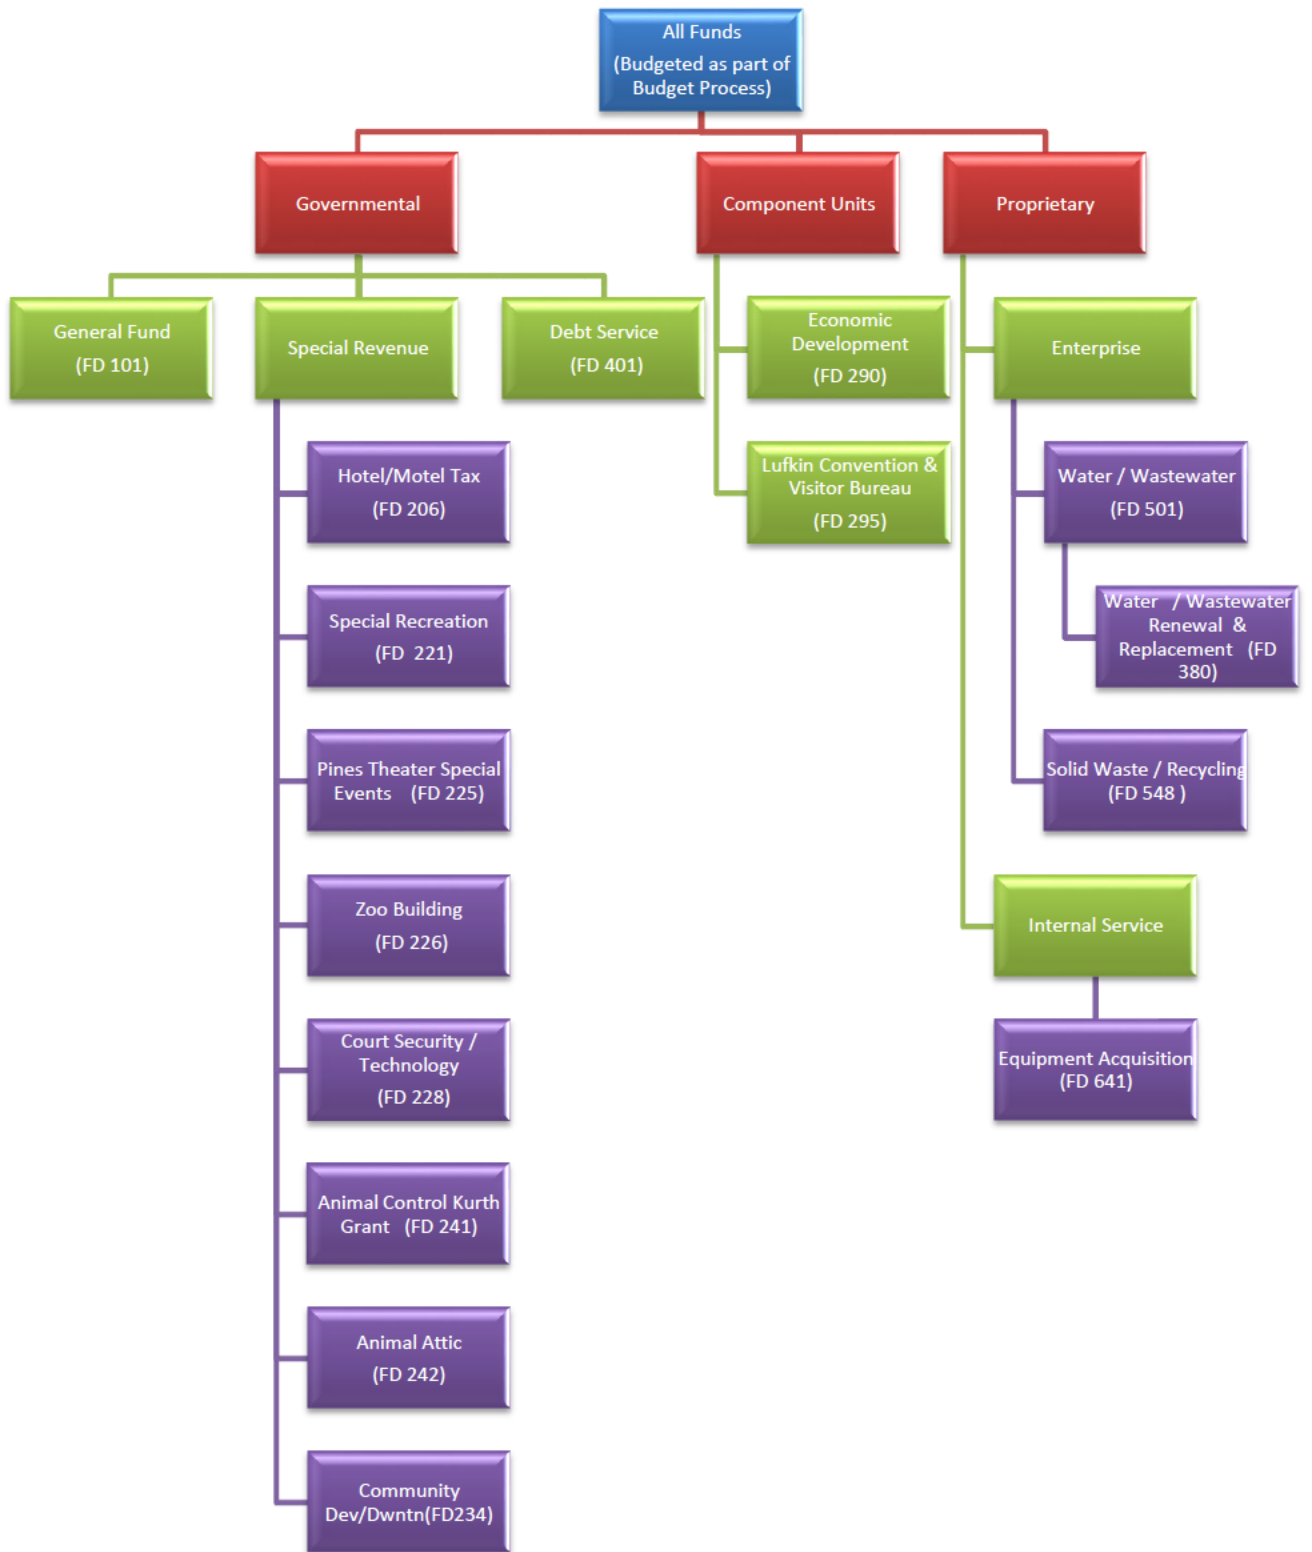 All Funds
(Budgeted as part of
Budget Process)
Governmental
Component Units
Proprietary
General Fund
(FD 101)
Special Revenue
Debt Service
(FD 401)
Economic
Development
(FD 290)
Enterprise
Hotel/Motel Tax
(FD 206)
Lufkin Convention &
Visitor Bureau
(FD 295)
Water / Wastewater
(FD 501)
Special Recreation
(FD 221)
Water / Wastewater
Renewal &
Replacement (FD
380)
Pines Theater Special
Events (FD 225)
Solid Waste / Recycling
(FD 548 )
Zoo Building
(FD 226)
Internal Service
Court Security /
Technology
(FD 228)
Equipment Acquisition
(FD 641)
Animal Control Kurth
Grant (FD 241)
Animal Attic
(FD 242)
Community
Dev/Dwntn(FD234)